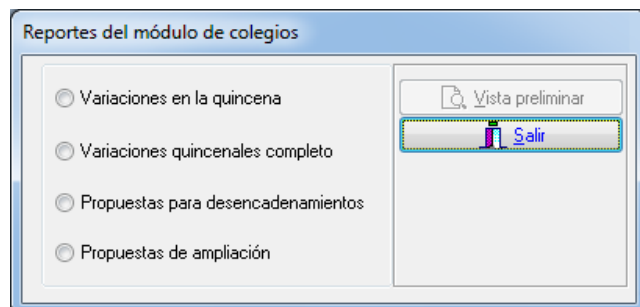 Reportes del módulo de colegios
Variaciones en la quincena
Variaciones quincenales completo
Propuestas para desencadenamientos
Propuestas de ampliación
Vista preliminar
Salir